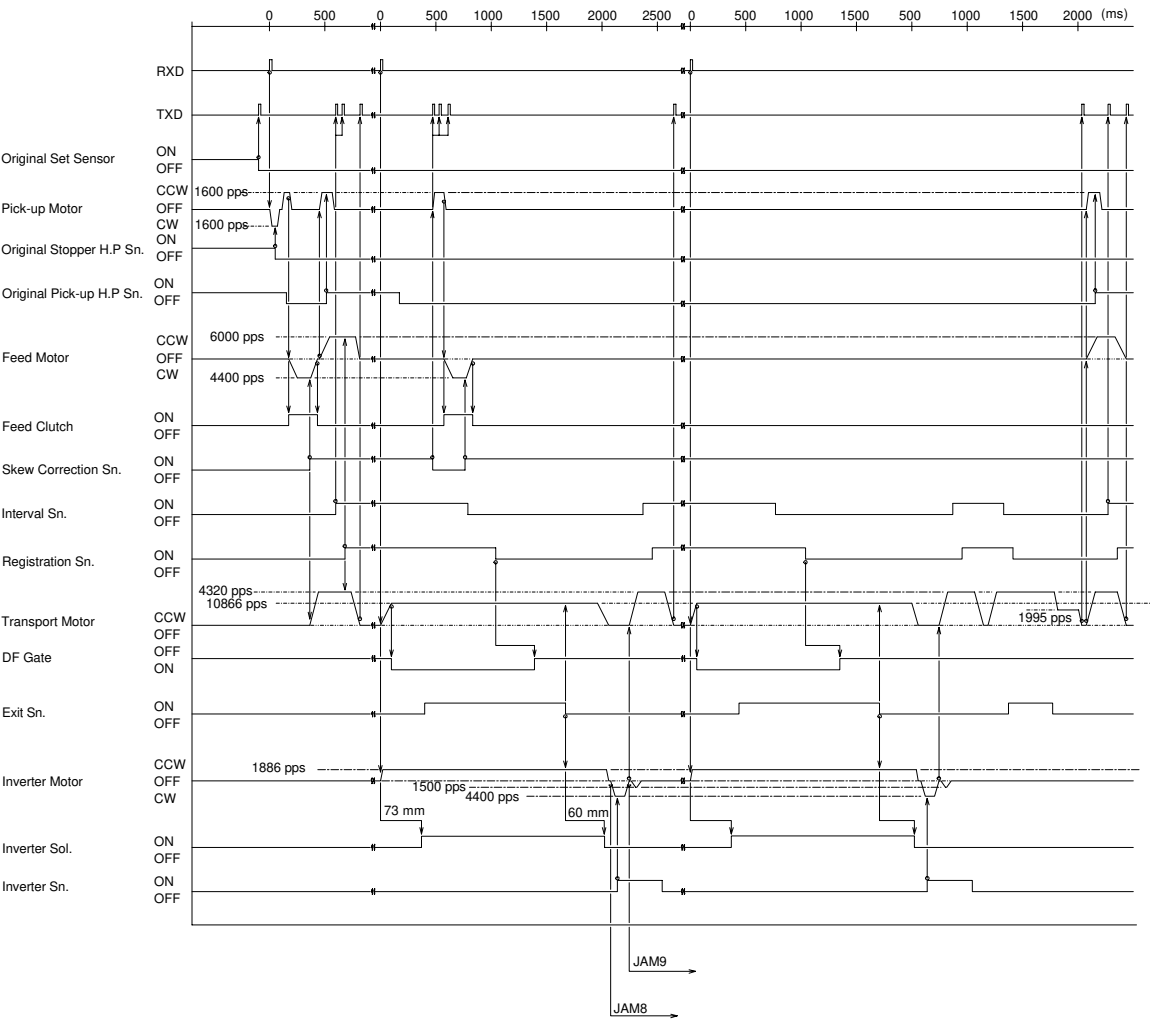 0 500 0 500 1000 1500 2000 2500 0 500 1000 1500 500 1000 1500 2000 (ms)
RXD
TXD
Original Set Sensor ON
OFF
CCW 1600 pps
Pick-up Motor OFF
CW 1600 pps
ON
Original Stopper H.P Sn. OFF
Original Pick-up H.P Sn. ON
OFF
6000 pps
CCW
Feed Motor OFF
CW
4400 pps
Feed Clutch ON
OFF
Skew Correction Sn. ON
OFF
Interval Sn. ON
OFF
Registration Sn. ON
OFF
4320 pps
10866 pps
Transport Motor CCW 1995 pps
OFF
DF Gate OFF
ON
Exit Sn. ON
OFF
CCW 1886 pps
Inverter Motor OFF 1500 pps
CW 4400 pps
73 mm 60 mm
Inverter Sol. ON
OFF
Inverter Sn. ON
OFF
JAM9
JAM8